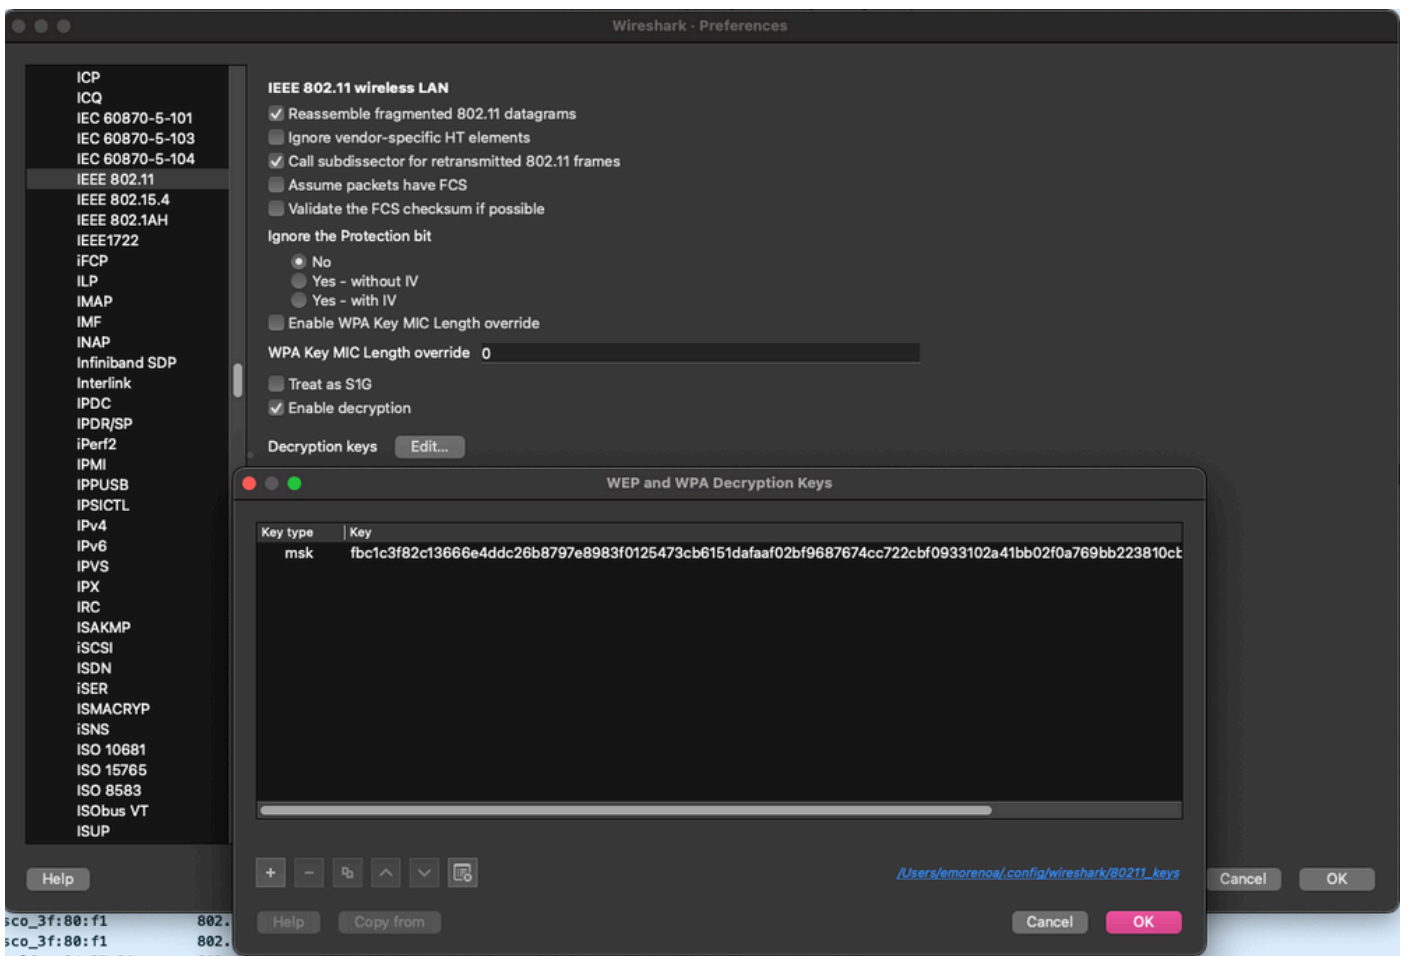 Wireshark · Preferences
ICP
ICQ
IEC 60870-5-101
IEC 60870-5-103
IEC 60870-5-104
IEEE 802.11
IEEE 802.15.4
IEEE 802.1AH
IEEE1722
iFCP
ILP
IMAP
IMF
INAP
Infiniband SDP
Interlink
IPDC
IPDR/SP
iPerf2
IPMI
IPPUSB
IPSICTL
IPv4
IPv6
IPVS
IPX
IRC
ISAKMP
iSCSI
ISDN
iSER
ISMACRYP
iSNS
ISO 10681
ISO 15765
ISO 8583
ISObus VT
ISUP
IEEE 802.11 wireless LAN
Reassemble fragmented 802.11 datagrams
Ignore vendor-specific HT elements
Call subdissector for retransmitted 802.11 frames
Assume packets have FCS
Validate the FCS checksum if possible
Ignore the Protection bit
No
Yes - without IV
Yes - with IV
Enable WPA Key MIC Length override
WPA Key MIC Length override 0
Treat as S1G
Enable decryption
Decryption keys Edit...
WEP and WPA Decryption Keys
Key type Key
msk fbc1c3f82c13666e4ddc26b8797e8983f0125473cb6151dafaaf02bf9687674cc722cbf0933102a41bb02f0a769bb223810cb
/Users/emorenoa/.config/wireshark/80211_keys
Help Copy from Cancel OK
Help Cancel OK
sco_3f:80:f1 802.
sco_3f:80:f1 802.